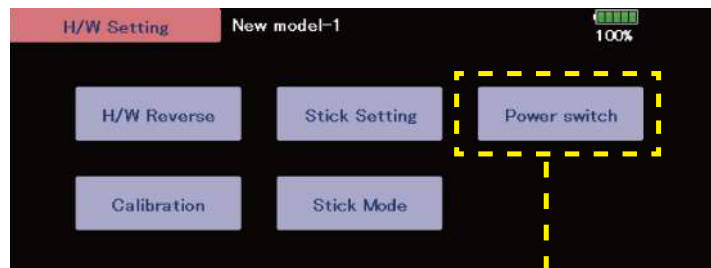 H/W Setting New model-1
100%
H/W Reverse Stick Setting Power switch
Calibration Stick Mode